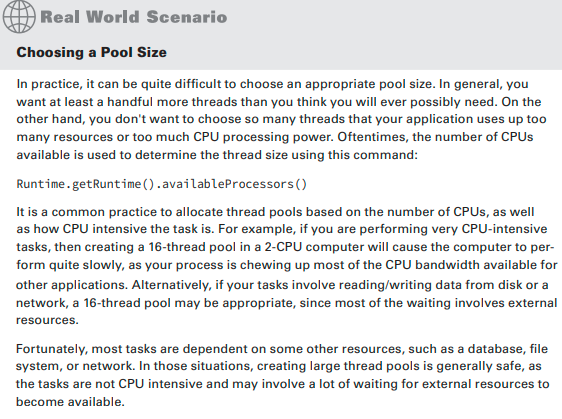 Real World Scenario
Choosing a Pool Size
In practice, it can be quite difficult to choose an appropriate pool size. In general, you
want at least a handful more threads than you think you will ever possibly need. On the
other hand, you don't want to choose so many threads that your application uses up too
many resources or too much CPU processing power. Oftentimes, the number of CPUs
available is used to determine the thread size using this command:
Runtime.getRuntime().availableProcessors()
It is a common practice to allocate thread pools based on the number of CPUs, as well
as how CPU intensive the task is. For example, if you are performing very CPU-intensive
tasks, then creating a 16-thread pool in a 2-CPU computer will cause the computer to per-
form quite slowly, as your process is chewing up most of the CPU bandwidth available for
other applications. Alternatively, if your tasks involve reading/writing data from disk or a
network, a 16-thread pool may be appropriate, since most of the waiting involves external
resources.
Fortunately, most tasks are dependent on some other resources, such as a database, file
system, or network. In those situations, creating large thread pools is generally safe, as
the tasks are not CPU intensive and may involve a lot of waiting for external resources to
become available.